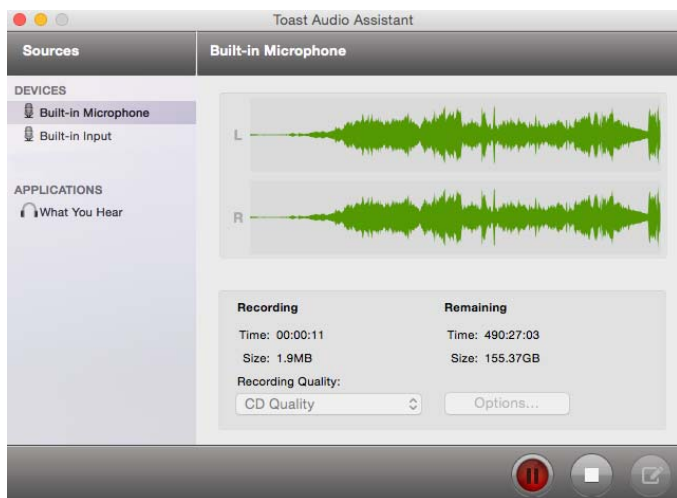 Toast Audio Assistant
Sources
Built-in Microphone
DEVICES
Built-in Microphone
Built-in Input
APPLICATIONS
What You Hear
L
R
Recording
Remaining
Time: 00:00:11
Time: 490:27:03
Size: 1.9MB
Size: 155.37GB
Recording Quality:
CD Quality
Options...